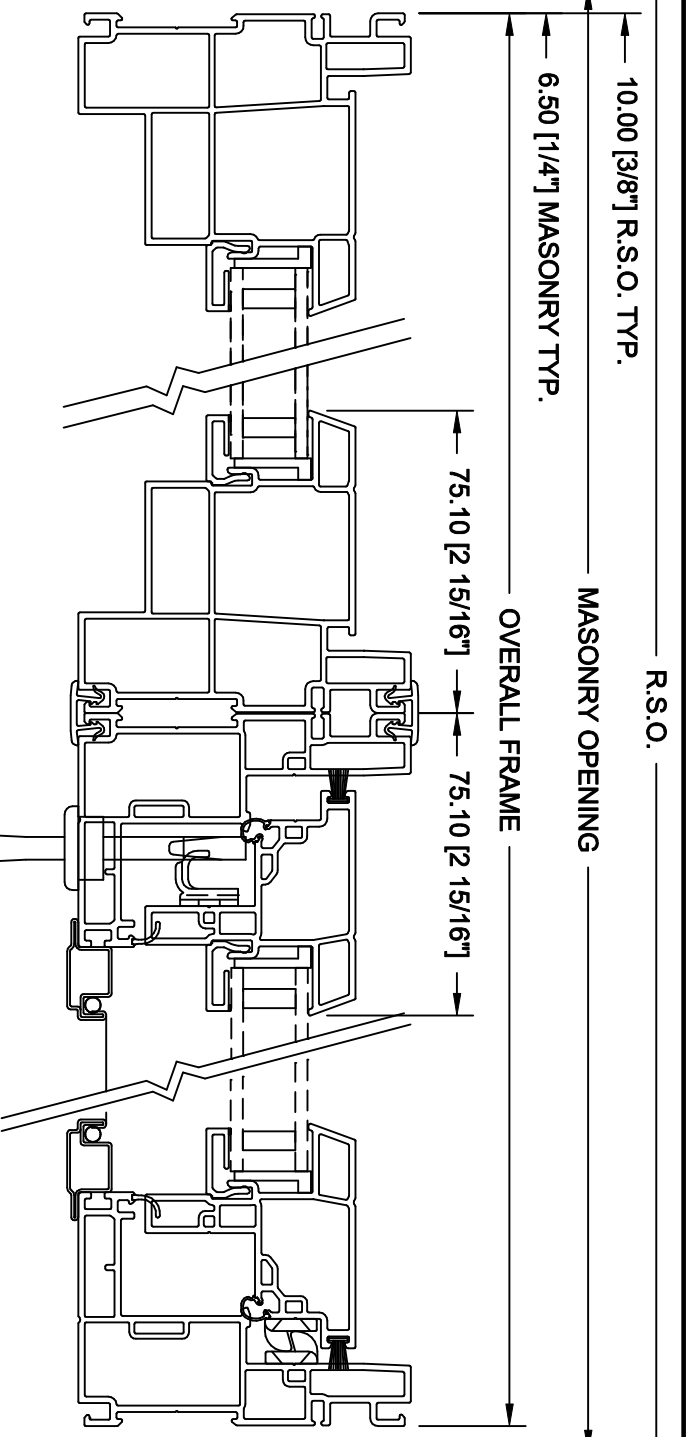 R.S.O.
MASONRY OPENING
OVERALL FRAME
10.00 [3/8"] R.S.O. TYP.
6.50 [1/4"] MASONRY TYP.
75.10 [2 15/16"]
75.10 [2 15/16"]